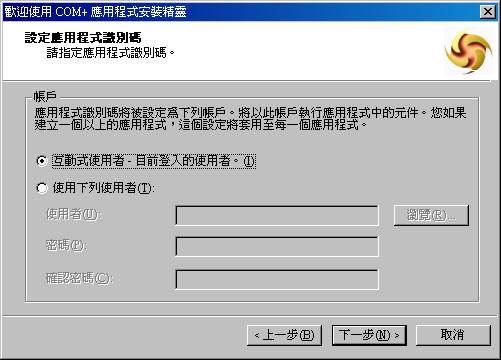 歡迎使用 COM+ 應用程式安裝精靈
設定應用程式識別碼
請指定應用程式識別碼。
帳戶
應用程式識別碼將被設定為下列帳戶。將以此帳戶執行應用程式中的元件。您如果
建立一個以上的應用程式，這個設定將套用至每一個應用程式。
互動式使用者 - 目前登入的使用者。(I)
使用下列使用者(T):
使用者(U):
瀏覽(R)...
密碼(P):
確認密碼(C):
< 上一步(B)
下一步(N) >
取消